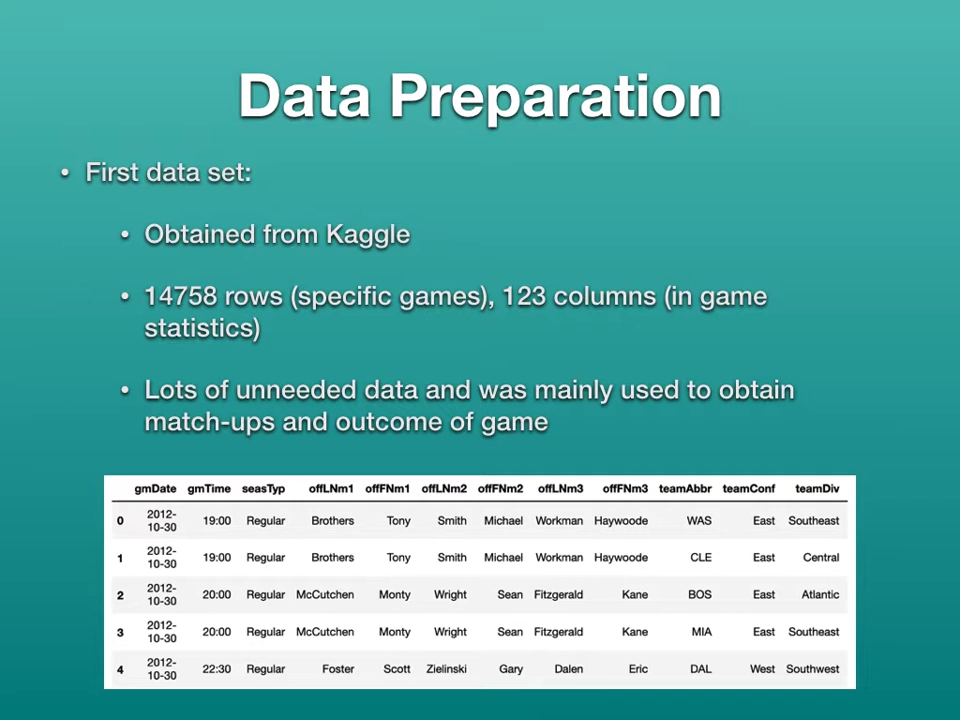 Data Preparation
• First data set:
• Obtained from Kaggle
• 14758 rows (specific games), 123 columns (in game
statistics)
• Lots of unneeded data and was mainly used to obtain
match-ups and outcome of game
gmDate gmTime seasTyp offLNm1 offFNm1 offLNm2 offFNm2 offLNm3 offFNm3 teamAbbr teamConf teamDiv
0 2012-10-30 19:00 Regular Brothers Tony Smith Michael Workman Haywoode WAS East Southeast
1 2012-10-30 19:00 Regular Brothers Tony Smith Michael Workman Haywoode CLE East Central
2 2012-10-30 20:00 Regular McCutchen Monty Wright Sean Fitzgerald Kane BOS East Atlantic
3 2012-10-30 20:00 Regular McCutchen Monty Wright Sean Fitzgerald Kane MIA East Southeast
4 2012-10-30 22:30 Regular Foster Scott Zielinski Gary Dalen Eric DAL West Southwest